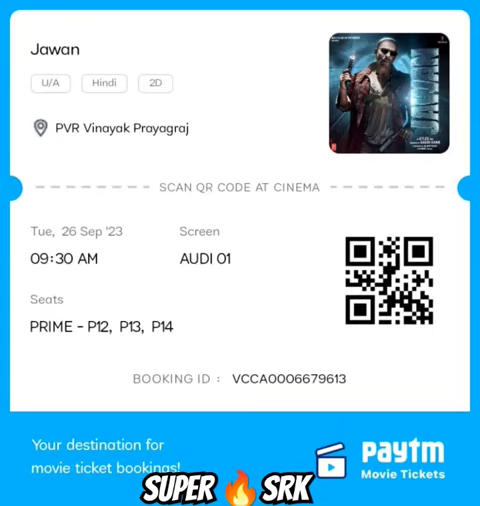 Jawan
U/A Hindi 2D
PVR Vinayak Prayagraj
JAWAN
SCAN QR CODE AT CINEMA
Tue, 26 Sep '23 Screen
09:30 AM AUDI 01
Seats
PRIME - P12, P13, P14
BOOKING ID : VCCA0006679613
Your destination for
movie ticket bookings!
paytm
Movie Tickets
SUPER 🔥 SRK